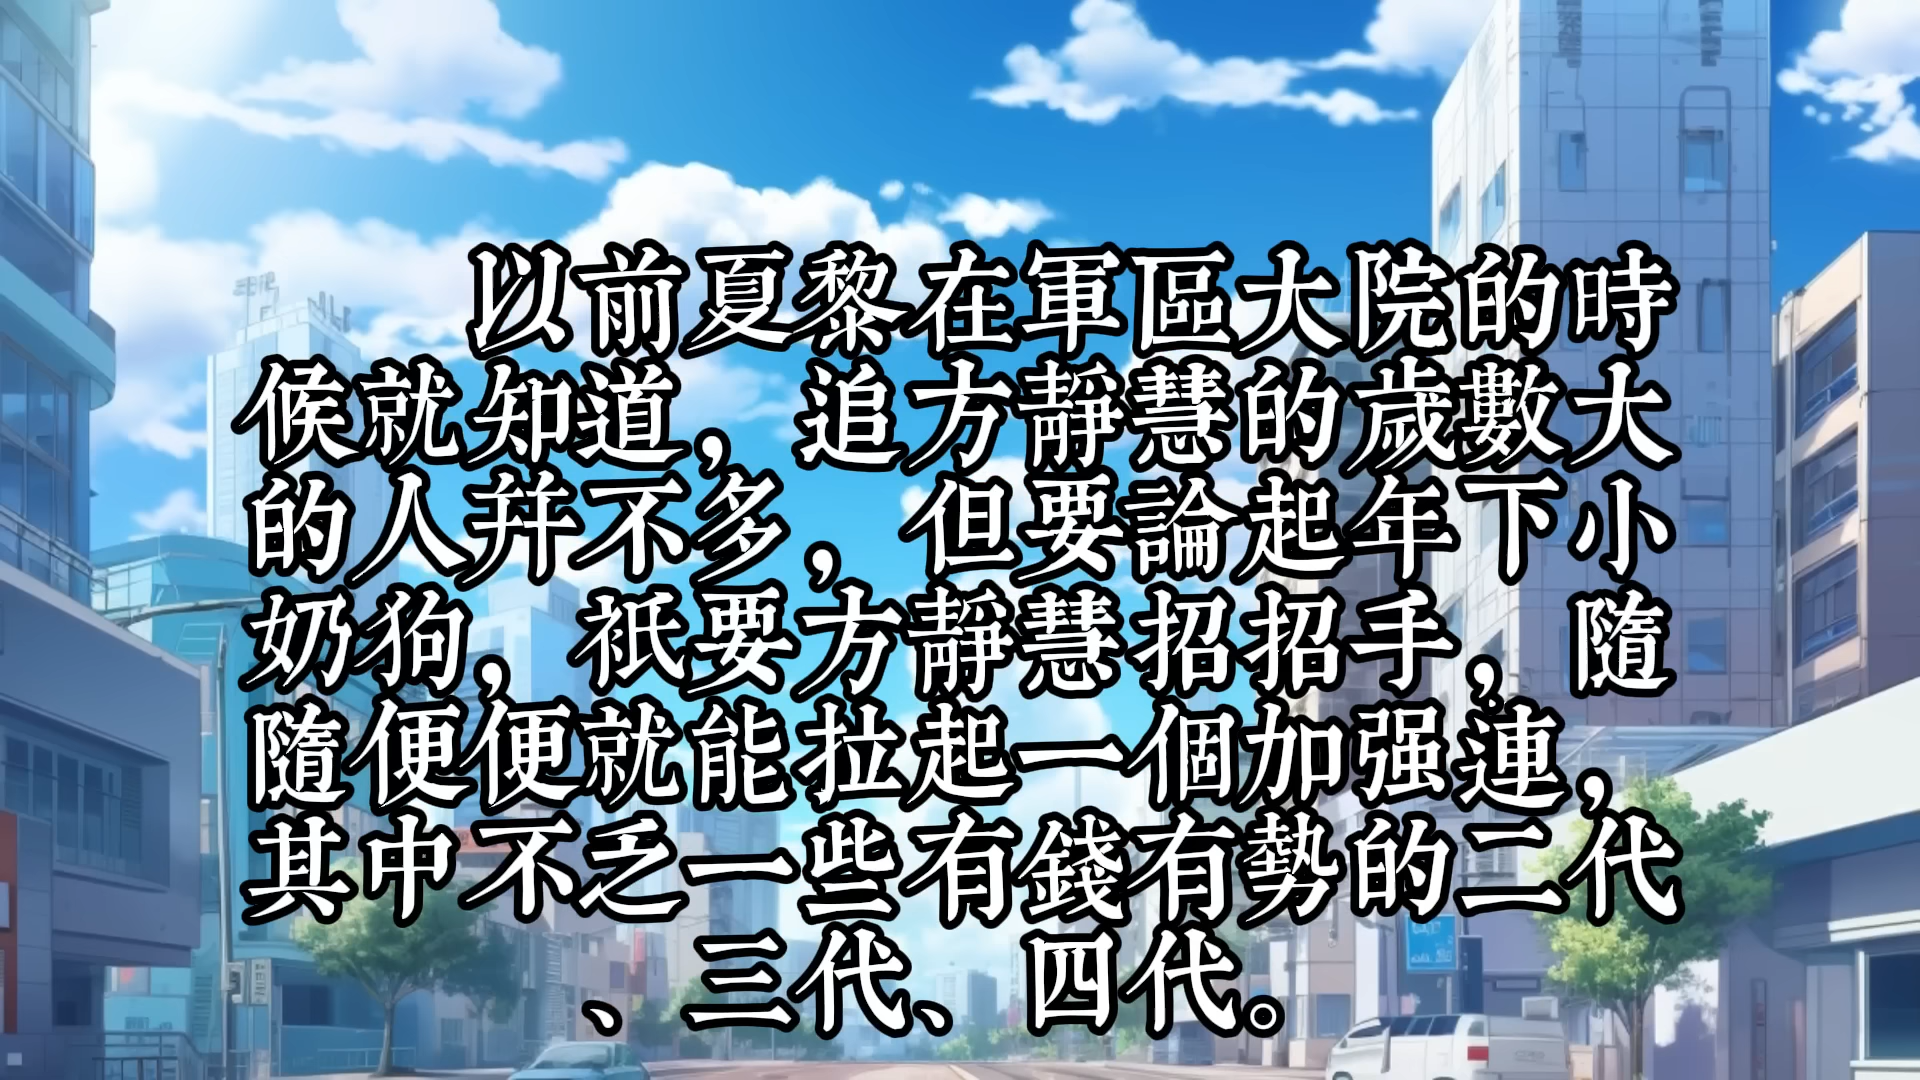 以前夏黎在軍區大院的時
候就知道，追方靜慧的歲數大
的人并不多，但要論起年下小
奶狗，衹要方靜慧招招手，隨
隨便便就能拉起一個加强連，
其中不乏一些有錢有勢的二代
、三代、四代。